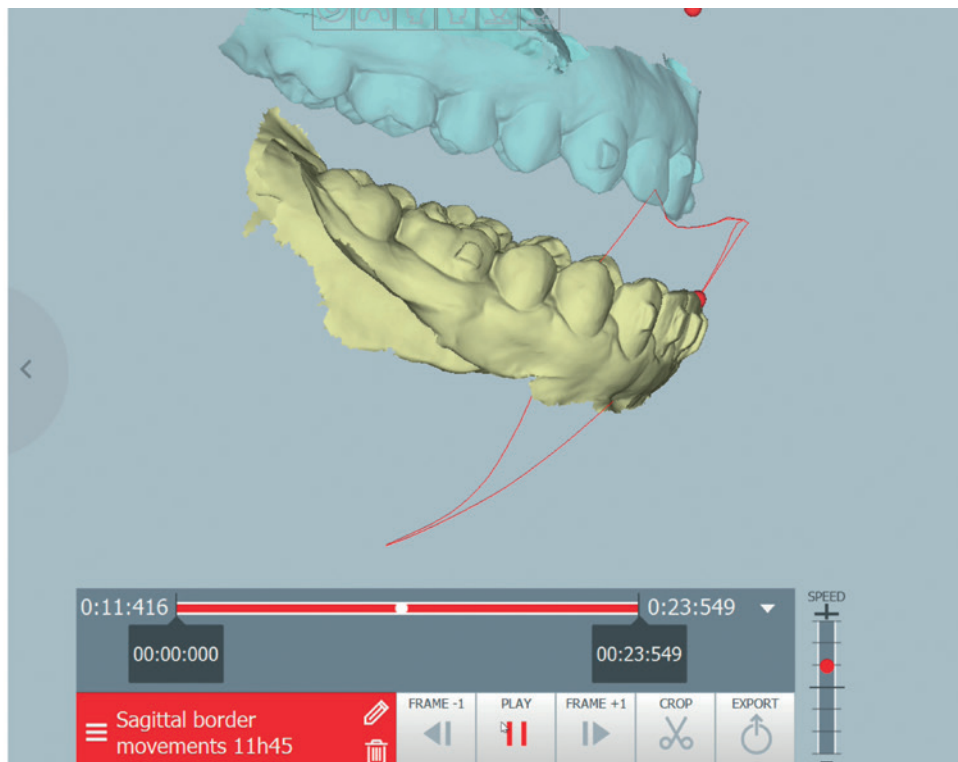 0:11:416
0:23:549
SPEED
00:00:000
00:23:549
Sagittal border
movements 11h45
FRAME -1
PLAY
FRAME +1
CROP
EXPORT